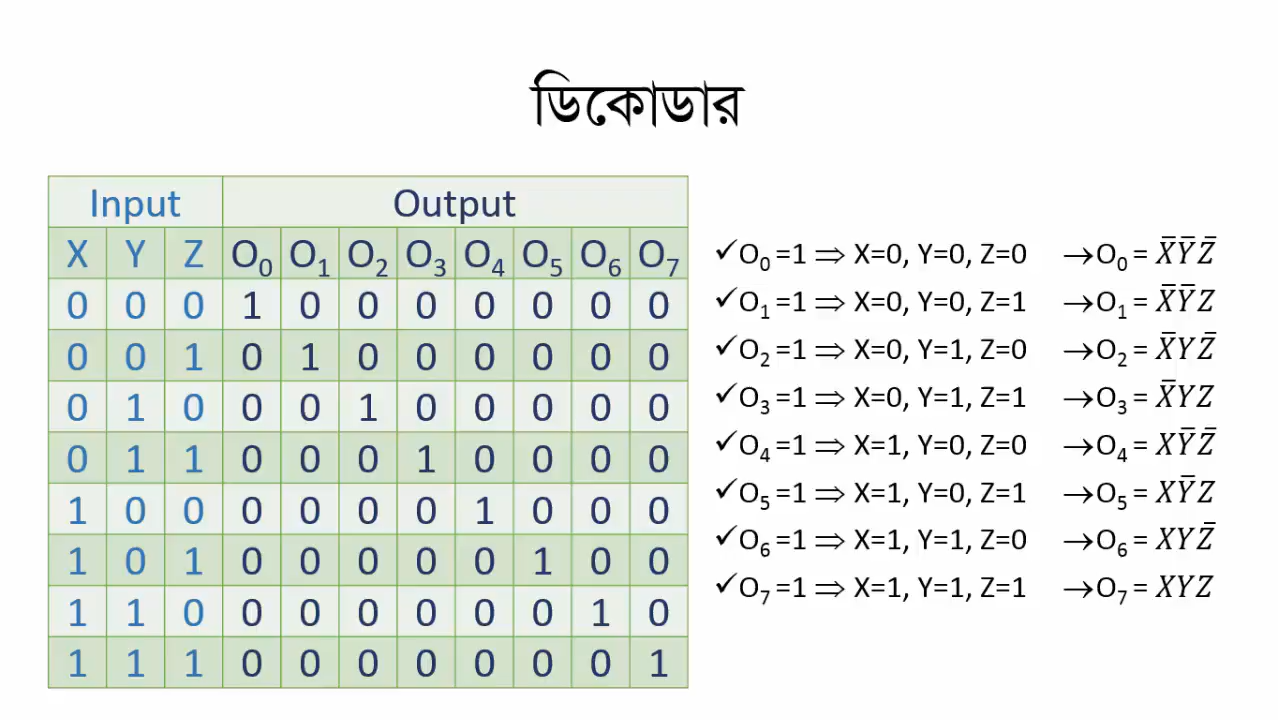 ডিকোডার
Input Output
X Y Z O₀ O₁ O₂ O₃ O₄ O₅ O₆ O₇
0 0 0 1 0 0 0 0 0 0 0
0 0 1 0 1 0 0 0 0 0 0
0 1 0 0 0 1 0 0 0 0 0
0 1 1 0 0 0 1 0 0 0 0
1 0 0 0 0 0 0 1 0 0 0
1 0 1 0 0 0 0 0 1 0 0
1 1 0 0 0 0 0 0 0 1 0
1 1 1 0 0 0 0 0 0 0 1
✓O₀=1 ⇒ X=0, Y=0, Z=0 →O₀ = X̄ȲZ̄
✓O₁=1 ⇒ X=0, Y=0, Z=1 →O₁ = X̄ȲZ
✓O₂=1 ⇒ X=0, Y=1, Z=0 →O₂ = X̄YZ̄
✓O₃=1 ⇒ X=0, Y=1, Z=1 →O₃ = X̄YZ
✓O₄=1 ⇒ X=1, Y=0, Z=0 →O₄ = XȲZ̄
✓O₅=1 ⇒ X=1, Y=0, Z=1 →O₅ = XȲZ
✓O₆=1 ⇒ X=1, Y=1, Z=0 →O₆ = XYZ̄
✓O₇=1 ⇒ X=1, Y=1, Z=1 →O₇ = XYZ